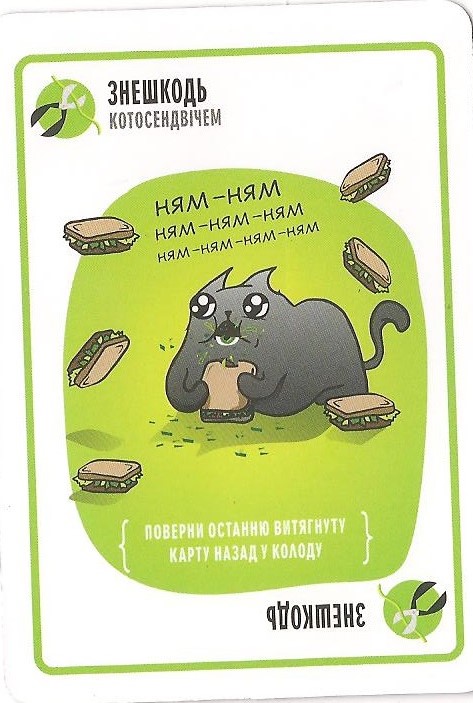 ЗНЕШКОДЬ
КОТОСЕНДВІЧЕМ
НЯМ-НЯМ
НЯМ-НЯМ-НЯМ
НЯМ-НЯМ-НЯМ-НЯМ
ПОВЕРНИ ОСТАННЮ ВИТЯГНУТУ
КАРТУ НАЗАД У КОЛОДУ
ЗНЕШКОДЬ